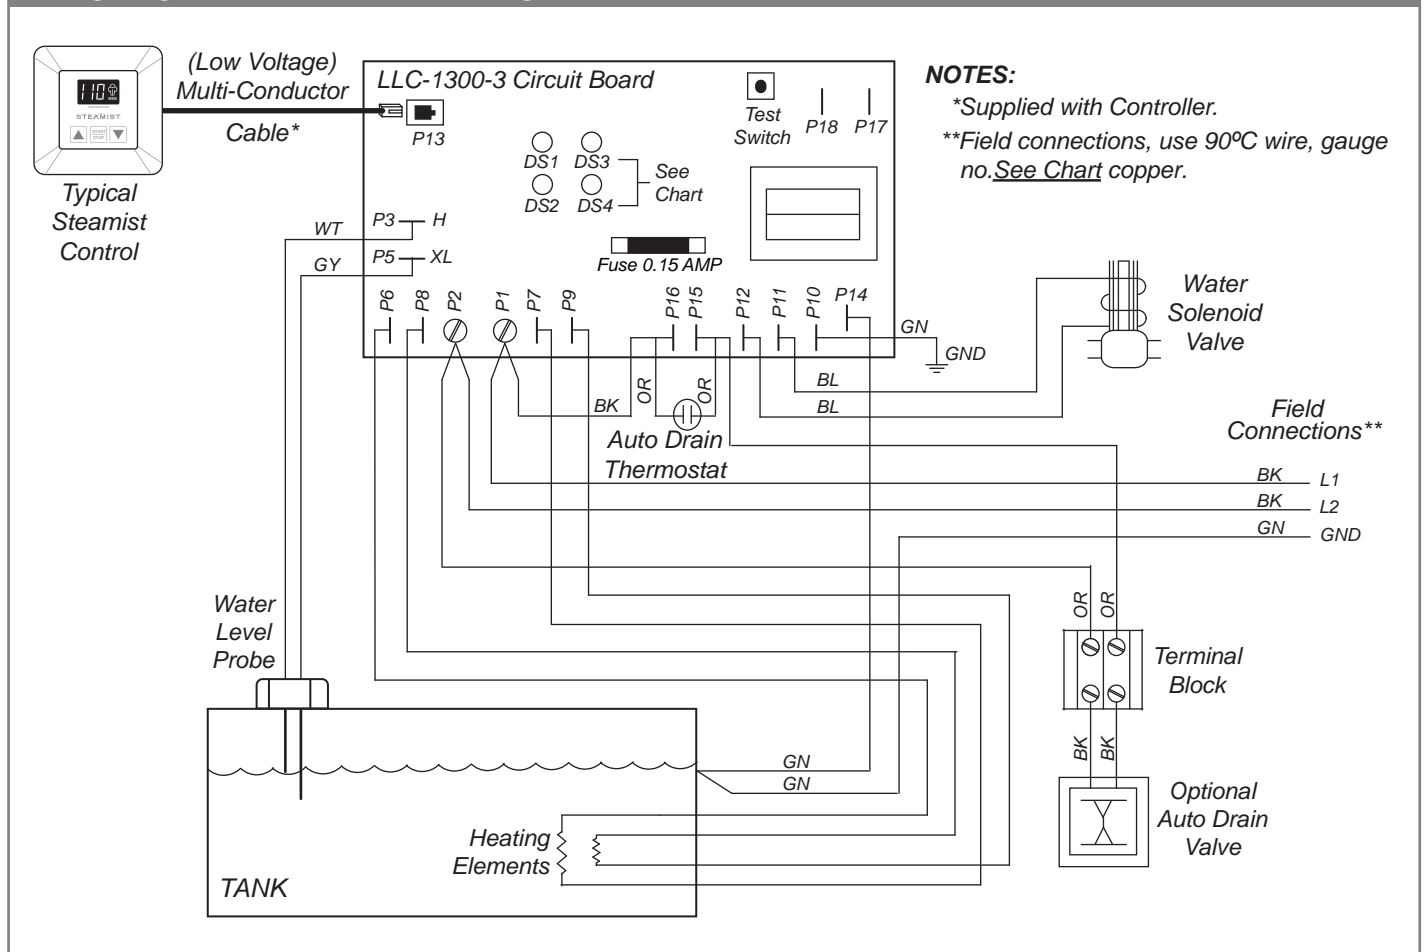 (Low Voltage)
Multi-Conductor
Cable*
110
STEAMIST
Typical
Steamist
Control
LLC-1300-3 Circuit Board
P13
DS1
DS3
DS2
DS4
See
Chart
Test
Switch
P18
P17
Fuse 0.15 AMP
NOTES:
*Supplied with Controller.
**Field connections, use 90ºC wire, gauge
no.See Chart copper.
WT
P3
H
GY
P5
XL
P6
P8
P2
P1
P7
P9
P16
P15
P12
P11
P10
P14
GN
GND
Water
Solenoid
Valve
BL
BL
BK
OR
OR
Auto Drain
Thermostat
Field
Connections**
BK
L1
BK
L2
GN
GND
OR
OR
Terminal
Block
BK
BK
Optional
Auto Drain
Valve
Water
Level
Probe
GN
GN
Heating
Elements
TANK